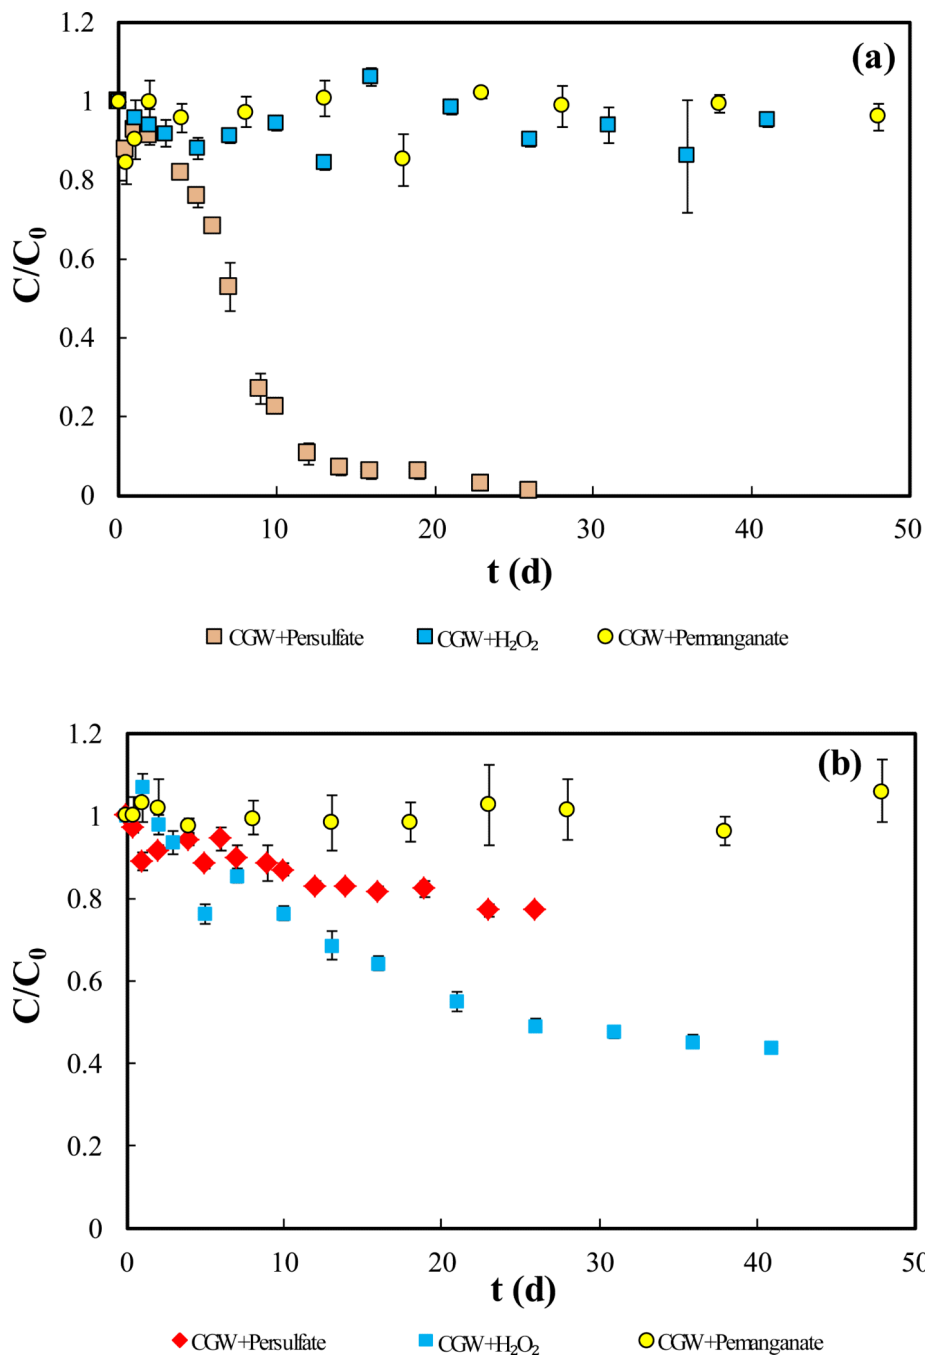 1.2
(a)
1
0.8
0.6
0.4
0.2
0
C/C₀
0 10 20 30 40 50
t (d)
CGW+Persulfate CGW+H₂O₂ CGW+Permanganate
1.2
(b)
1
0.8
0.6
0.4
0.2
0
C/C₀
0 10 20 30 40 50
t (d)
CGW+Persulfate CGW+H₂O₂ CGW+Pemanganate